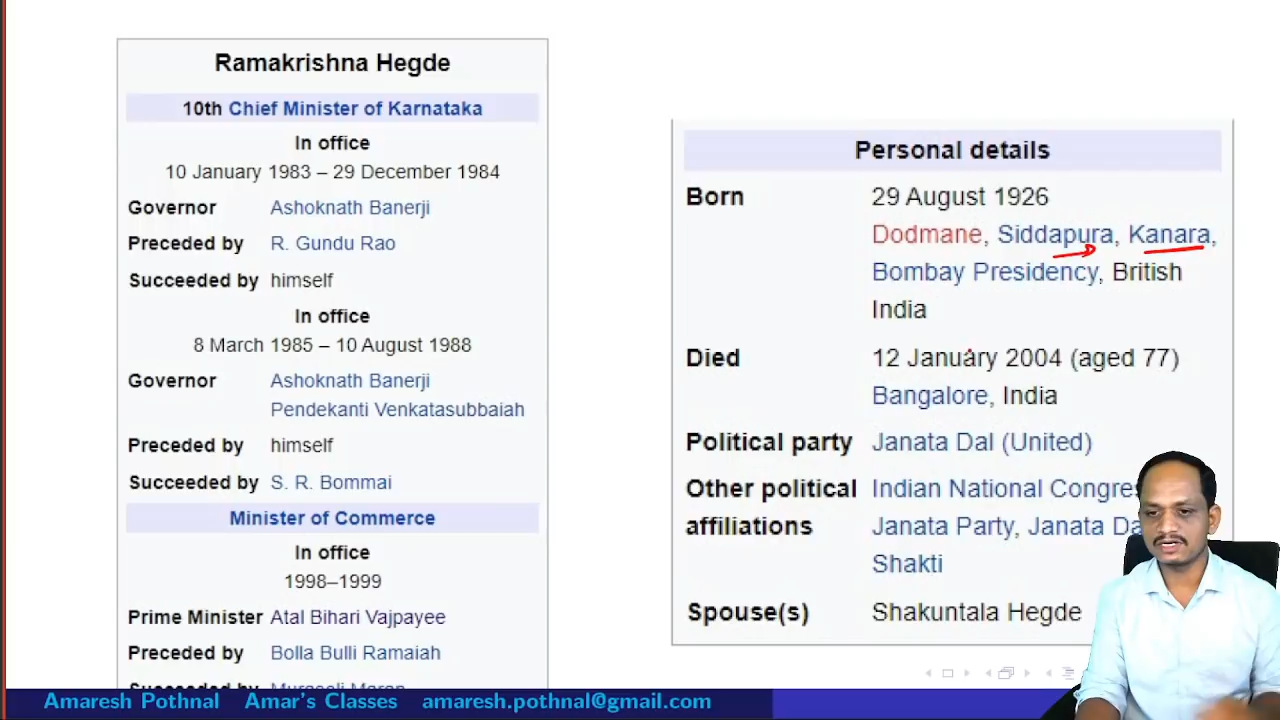 Ramakrishna Hegde
10th Chief Minister of Karnataka
In office
10 January 1983 – 29 December 1984
Governor Ashoknath Banerji
Preceded by R. Gundu Rao
Succeeded by himself
In office
8 March 1985 – 10 August 1988
Governor Ashoknath Banerji
Pendekanti Venkatasubbaiah
Preceded by himself
Succeeded by S. R. Bommai
Minister of Commerce
In office
1998–1999
Prime Minister Atal Bihari Vajpayee
Preceded by Bolla Bulli Ramaiah
Personal details
Born 29 August 1926
Dodmane, Siddapura, Kanara,
Bombay Presidency, British
India
Died 12 January 2004 (aged 77)
Bangalore, India
Political party Janata Dal (United)
Other political Indian National
affiliations Janata Party, Janata
Shakti
Spouse(s) Shakuntala Hegde
Amaresh Pothnal Amar's Classes amaresh.pothnal@gmail.com